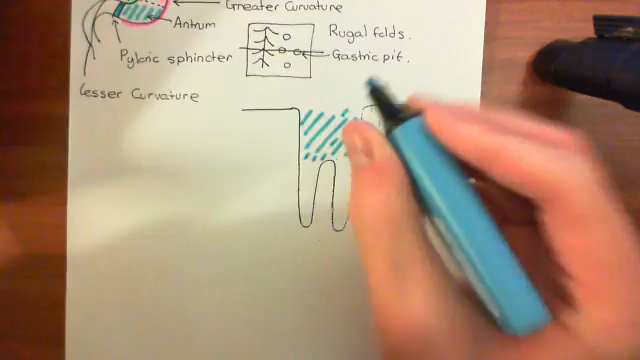 Greater Curvature
Antrum
Rugal folds.
Pyloric sphincter
Gastric pit.
Lesser Curvature